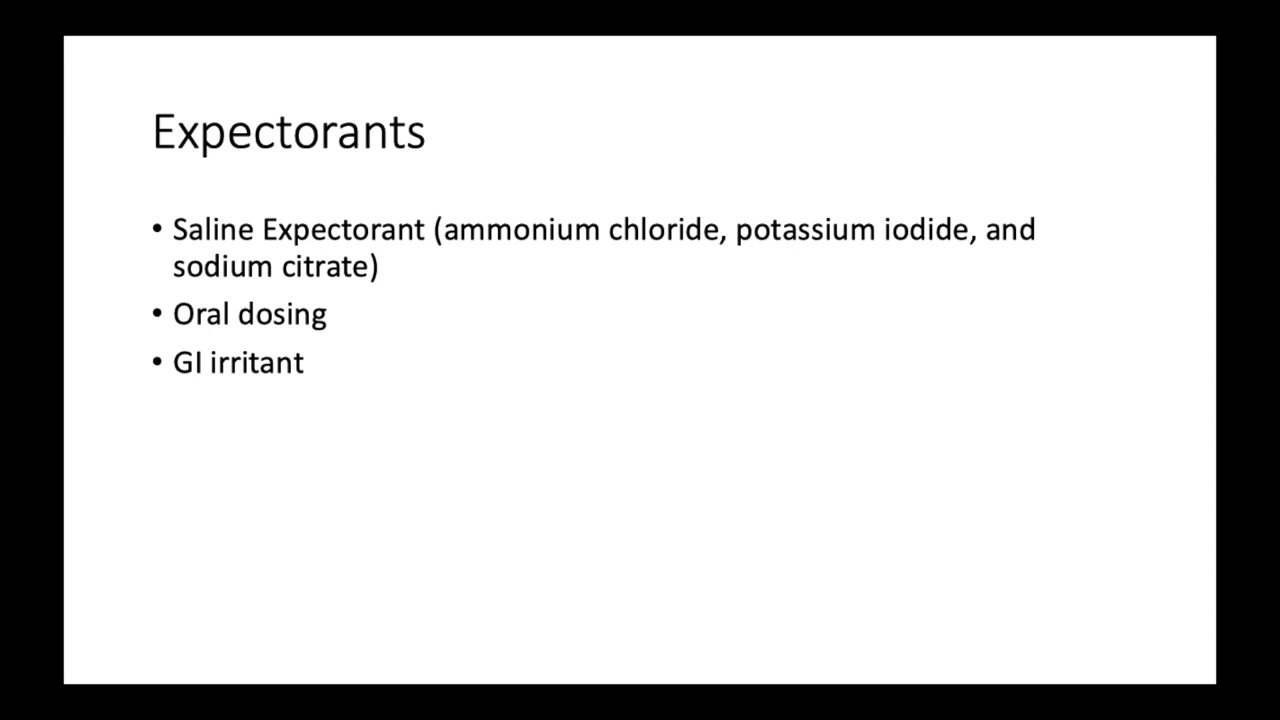 Expectorants
• Saline Expectorant (ammonium chloride, potassium iodide, and
sodium citrate)
• Oral dosing
• GI irritant